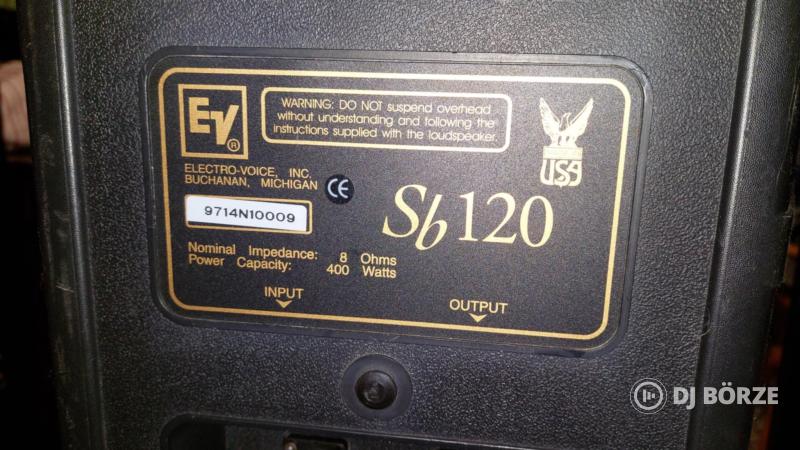 EV®
WARNING: DO NOT suspend overhead
without understanding and following the
instructions supplied with the loudspeaker.
USA
ELECTRO-VOICE, INC.
BUCHANAN, MICHIGAN
CE
9714N10009
Sb120
Nominal Impedance: 8 Ohms
Power Capacity: 400 Watts
INPUT
OUTPUT
DJ BÖRZE